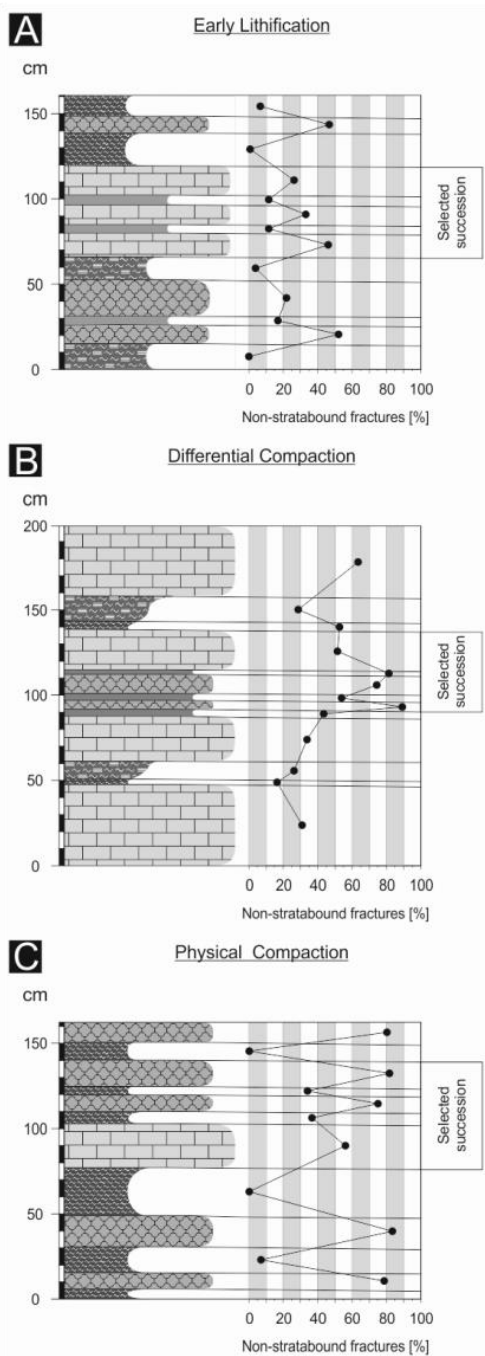 A
Early Lithification
cm
150
100
50
0
Selected
succession
0 20 40 60 80 100
Non-stratabound fractures [%]
B
Differential Compaction
cm
200
150
100
50
0
Selected
succession
0 20 40 60 80 100
Non-stratabound fractures [%]
C
Physical Compaction
cm
150
100
50
0
Selected
succession
0 20 40 60 80 100
Non-stratabound fractures [%]